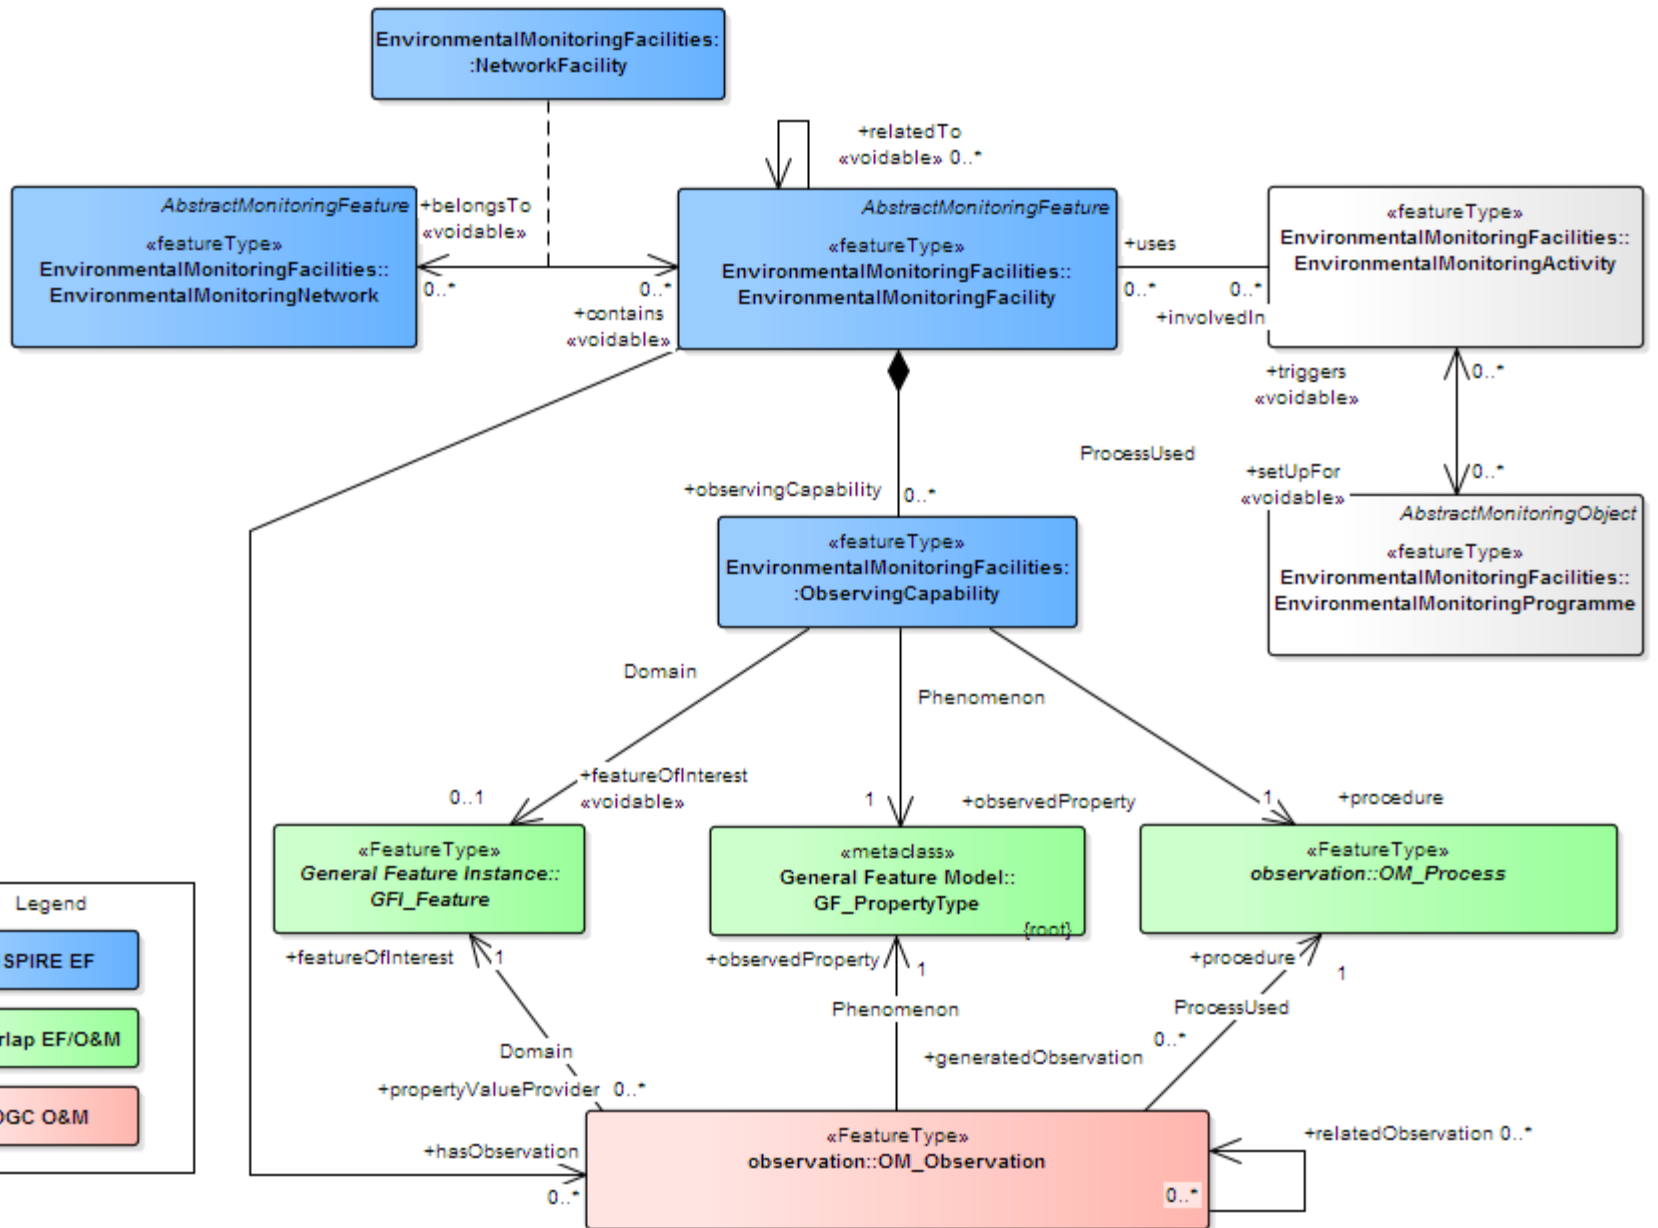 EnvironmentalMonitoringFacilities:
:NetworkFacility
+relatedTo
«voidable» 0..*
AbstractMonitoringFeature
«featureType»
EnvironmentalMonitoringFacilities::
EnvironmentalMonitoringNetwork
+belongsTo
«voidable»
0..*
0..*
+contains
«voidable»
AbstractMonitoringFeature
«featureType»
EnvironmentalMonitoringFacilities::
EnvironmentalMonitoringFacility
+uses
0..*
0..*
+involvedIn
«featureType»
EnvironmentalMonitoringFacilities::
EnvironmentalMonitoringActivity
+triggers
«voidable»
0..*
+setUpFor
«voidable»
0..*
AbstractMonitoringObject
«featureType»
EnvironmentalMonitoringFacilities::
EnvironmentalMonitoringProgramme
ProcessUsed
+observingCapability
0..*
«featureType»
EnvironmentalMonitoringFacilities:
:ObservingCapability
Domain
Phenomenon
+featureOfInterest
«voidable»
0..1
1
+observedProperty
1
+procedure
«FeatureType»
General Feature Instance::
GFI_Feature
«metaclass»
General Feature Model::
GF_PropertyType
{root}
«FeatureType»
observation::OM_Process
Legend
SPIRE EF
rlap EF/O&M
OGC O&M
+featureOfInterest
1
+observedProperty
1
+procedure
1
Domain
Phenomenon
ProcessUsed
+propertyValueProvider 0..*
+generatedObservation
0..*
+hasObservation
0..*
«FeatureType»
observation::OM_Observation
0..*
+relatedObservation 0..*